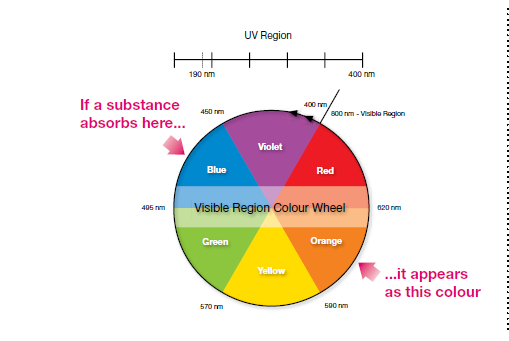 UV Region
190 nm
400 nm
If a substance
absorbs here...
450 nm
400 nm
800 nm - Visible Region
Violet
Blue
Red
495 nm
Visible Region Colour Wheel
620 nm
Green
Orange
Yellow
...it appears
as this colour
570 nm
590 nm